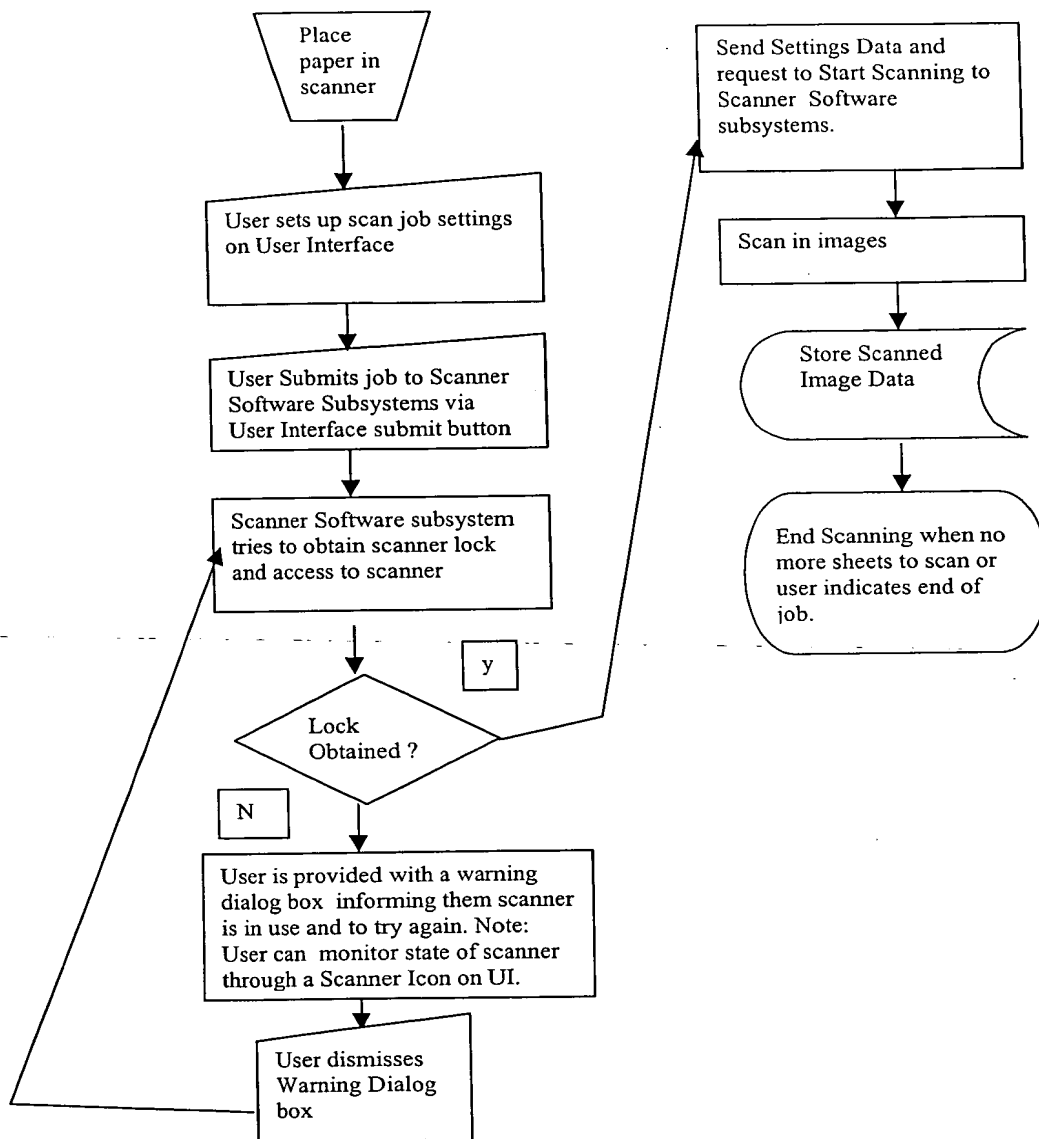 Place
paper in
scanner
User sets up scan job settings
on User Interface
User Submits job to Scanner
Software Subsystems via
User Interface submit button
Scanner Software subsystem
tries to obtain scanner lock
and access to scanner
y
Lock
Obtained ?
N
User is provided with a warning
dialog box informing them scanner
is in use and to try again. Note:
User can monitor state of scanner
through a Scanner Icon on UI.
User dismisses
Warning Dialog
box
Send Settings Data and
request to Start Scanning to
Scanner Software
subsystems.
Scan in images
Store Scanned
Image Data
End Scanning when no
more sheets to scan or
user indicates end of
job.